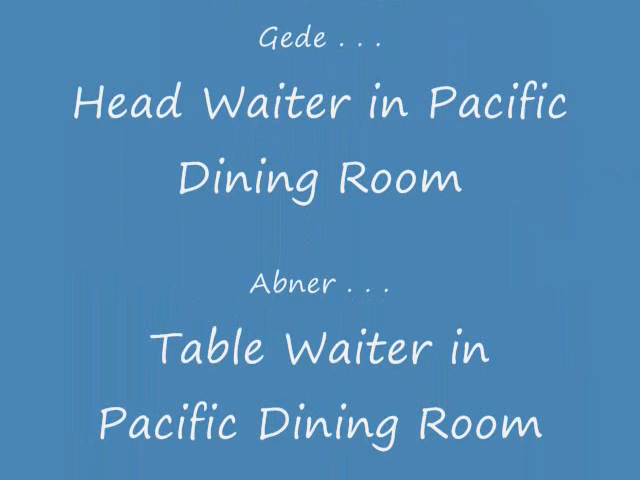 Gede . . .
Head Waiter in Pacific
Dining Room
Abner . . .
Table Waiter in
Pacific Dining Room